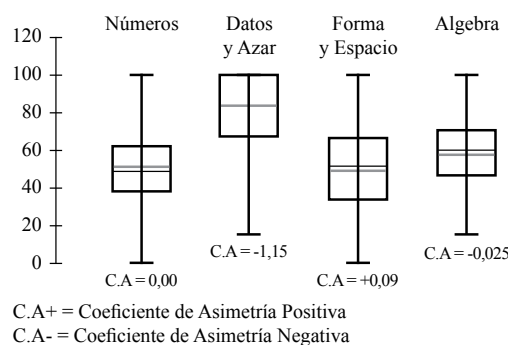 Números
Datos
y Azar
Forma
y Espacio
Algebra
120
100
80
60
40
20
0
C.A = 0,00
C.A = -1,15
C.A = +0,09
C.A = -0,025
C.A+ = Coeficiente de Asimetría Positiva
C.A- = Coeficiente de Asimetría Negativa